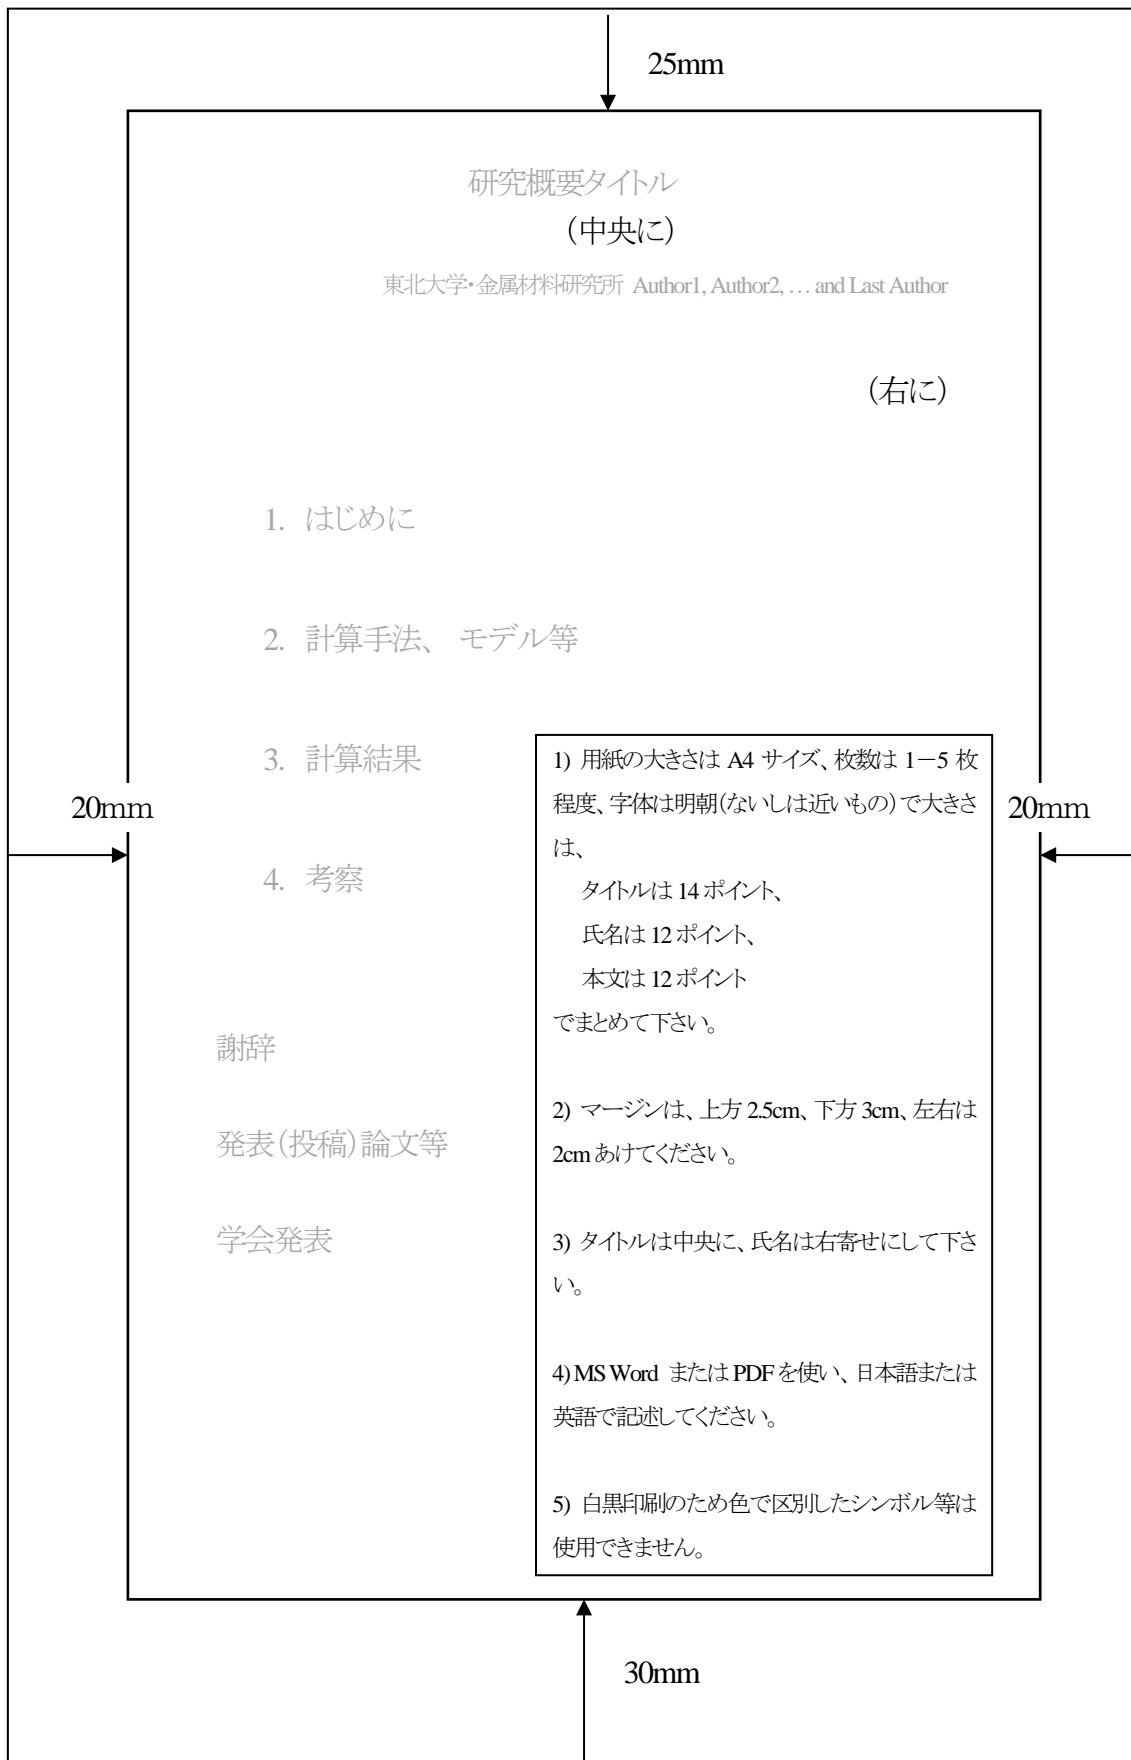 25mm
研究概要タイトル
（中央に）
東北大学・金属材料研究所 Author1, Author2, … and Last Author
（右に）
1. はじめに
2. 計算手法、 モデル等
3. 計算結果
4. 考察
謝辞
発表（投稿）論文等
学会発表
20mm
1) 用紙の大きさは A4 サイズ、枚数は 1－5 枚
程度、字体は明朝（ないしは近いもの）で大きさ
は、
タイトルは 14 ポイント、
氏名は 12 ポイント、
本文は 12 ポイント
でまとめて下さい。
2) マージンは、上方 2.5cm、下方 3cm、左右は
2cm あけてください。
3) タイトルは中央に、氏名は右寄せにして下さ
い。
4) MS Word または PDF を使い、日本語または
英語で記述してください。
5) 白黒印刷のため色で区別したシンボル等は
使用できません。
20mm
30mm